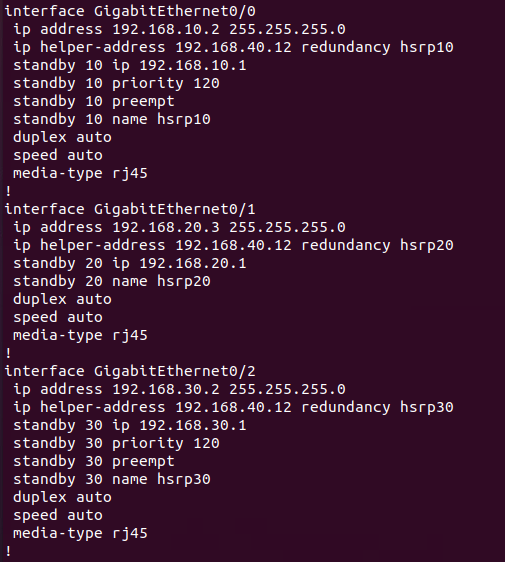 interface GigabitEthernet0/0
 ip address 192.168.10.2 255.255.255.0
 ip helper-address 192.168.40.12 redundancy hsrp10
 standby 10 ip 192.168.10.1
 standby 10 priority 120
 standby 10 preempt
 standby 10 name hsrp10
 duplex auto
 speed auto
 media-type rj45
!
interface GigabitEthernet0/1
 ip address 192.168.20.3 255.255.255.0
 ip helper-address 192.168.40.12 redundancy hsrp20
 standby 20 ip 192.168.20.1
 standby 20 name hsrp20
 duplex auto
 speed auto
 media-type rj45
!
interface GigabitEthernet0/2
 ip address 192.168.30.2 255.255.255.0
 ip helper-address 192.168.40.12 redundancy hsrp30
 standby 30 ip 192.168.30.1
 standby 30 priority 120
 standby 30 preempt
 standby 30 name hsrp30
 duplex auto
 speed auto
 media-type rj45
!